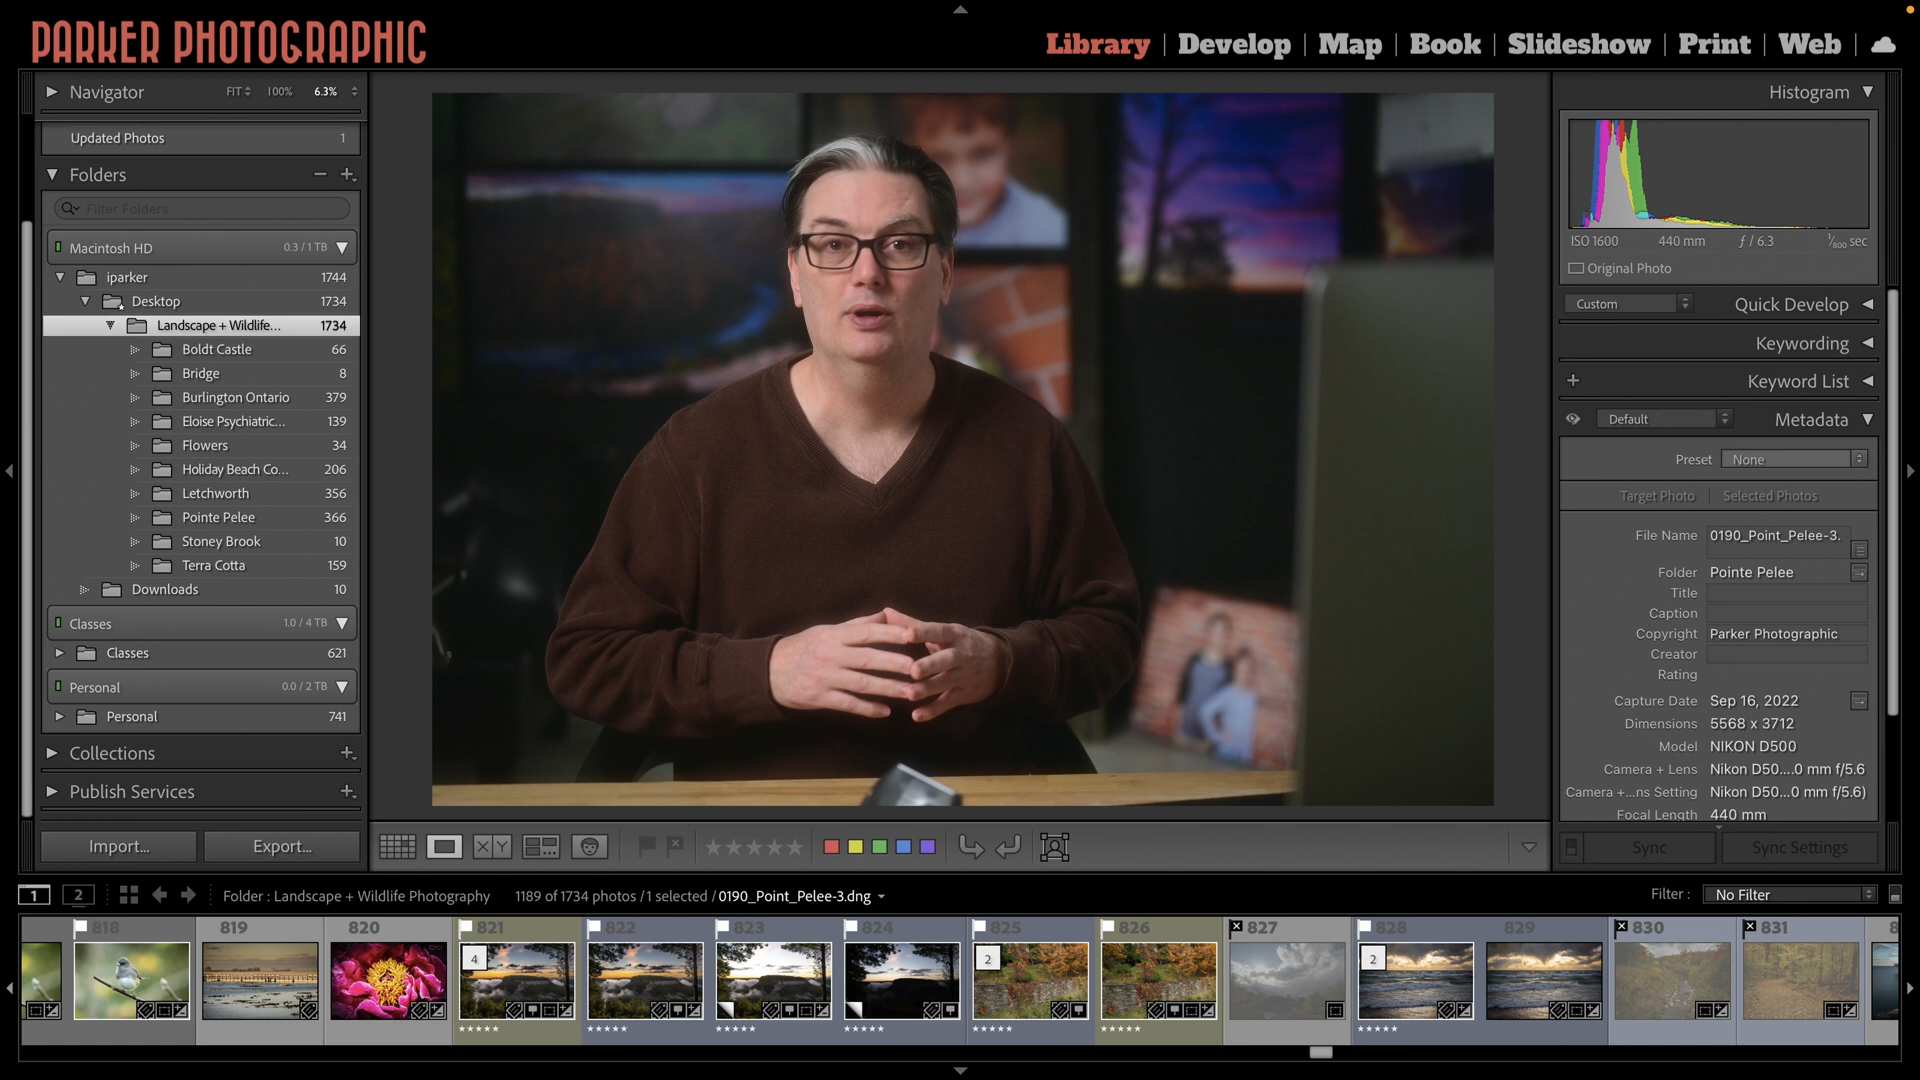 PARKER PHOTOGRAPHIC
Library | Develop | Map | Book | Slideshow | Print | Web
Navigator FIT 100% 6.3%
Updated Photos 1
Folders
Filter Folders
Macintosh HD 0.3 / 1 TB
iparker 1744
Desktop 1734
Landscape + Wildlife... 1734
Boldt Castle 66
Bridge 8
Burlington Ontario 379
Eloise Psychiatric... 139
Flowers 34
Holiday Beach Co... 206
Letchworth 356
Pointe Pelee 366
Stoney Brook 10
Terra Cotta 159
Downloads 10
Classes 1.0 / 4 TB
Classes 621
Personal 0.0 / 2 TB
Personal 741
Collections
Publish Services
Import... Export...
Histogram
ISO 1600 440 mm ƒ / 6.3 1/800 sec
Original Photo
Custom Quick Develop
Keywording
Keyword List
Default Metadata
Preset None
Target Photo | Selected Photos
File Name 0190_Point_Pelee-3.
Folder Pointe Pelee
Title
Caption
Copyright Parker Photographic
Creator
Rating
Capture Date Sep 16, 2022
Dimensions 5568 x 3712
Model NIKON D500
Camera + Lens Nikon D50....0 mm f/5.6
Camera +...ns Setting Nikon D50...0 mm f/5.6)
Focal Length 440 mm
Sync Sync Settings
X Y
1 2 Folder : Landscape + Wildlife Photography 1189 of 1734 photos / 1 selected / 0190_Point_Pelee-3.dng Filter : No Filter
818 819 820 821 822 823 824 825 826 827 828 829 830 831 8
4 2 2